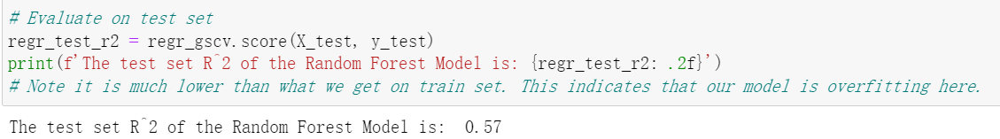 # Evaluate on test set
regr_test_r2 = regr_gscv.score(X_test, y_test)
print(f'The test set R^2 of the Random Forest Model is: {regr_test_r2: .2f}')
# Note it is much lower than what we get on train set. This indicates that our model is overfitting here.
The test set R^2 of the Random Forest Model is:  0.57